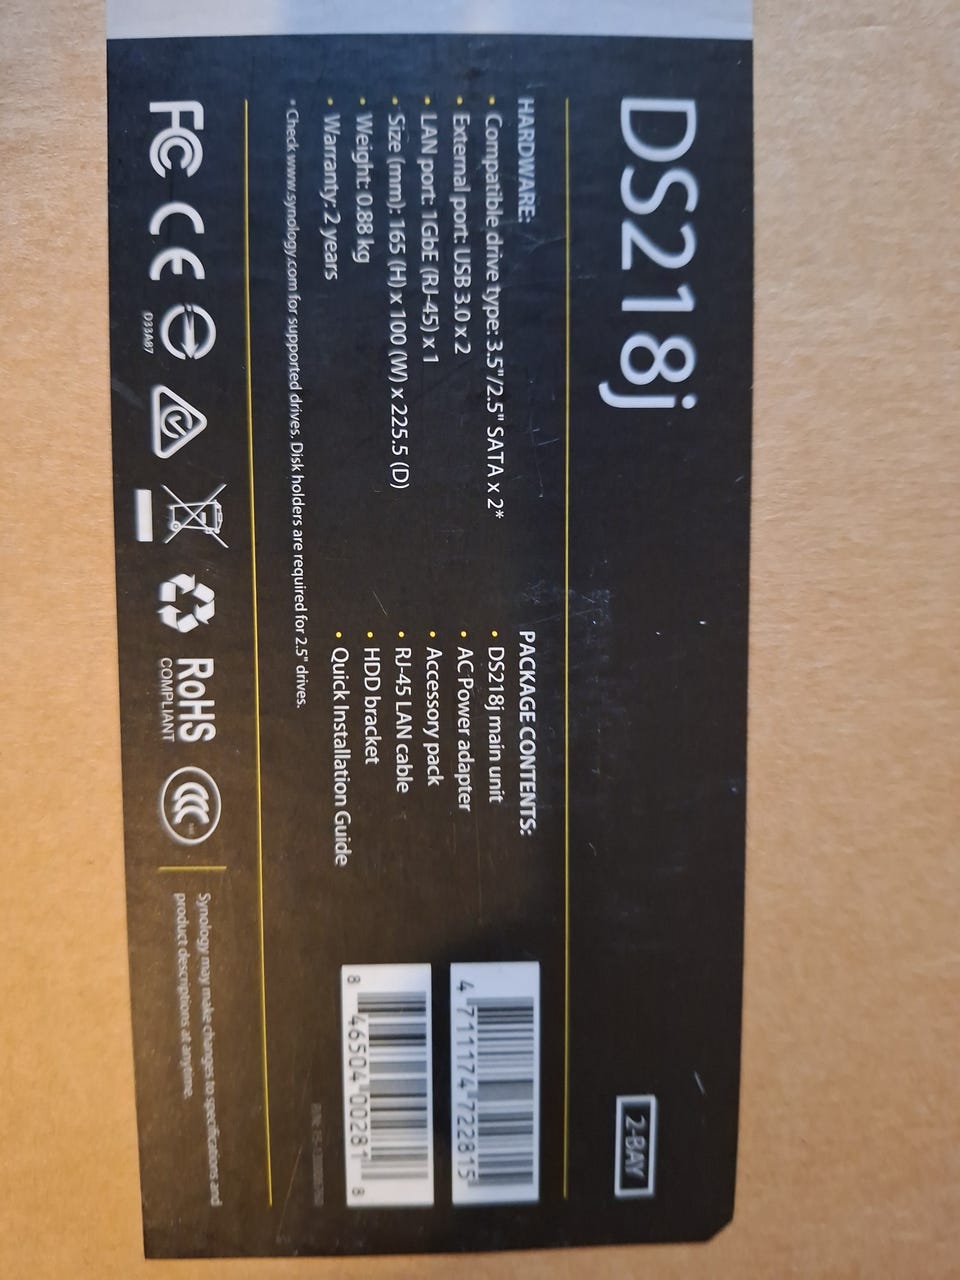 DS218j
2-BAY
HARDWARE:
• Compatible drive type: 3.5"/2.5" SATA x 2*
• External port: USB 3.0 x 2
• LAN port: 1GbE (RJ-45) x 1
• Size (mm): 165 (H) x 100 (W) x 225.5 (D)
• Weight: 0.88 kg
• Warranty: 2 years
* Check www.synology.com for supported drives. Disk holders are required for 2.5" drives.
PACKAGE CONTENTS:
• DS218j main unit
• AC Power adapter
• Accessory pack
• RJ-45 LAN cable
• HDD bracket
• Quick Installation Guide
4 711174 722815
8 46504 00281 8
FC CE
D33A87
RoHS
COMPLIANT
CCC
Synology may make changes to specifications and
product descriptions at anytime.